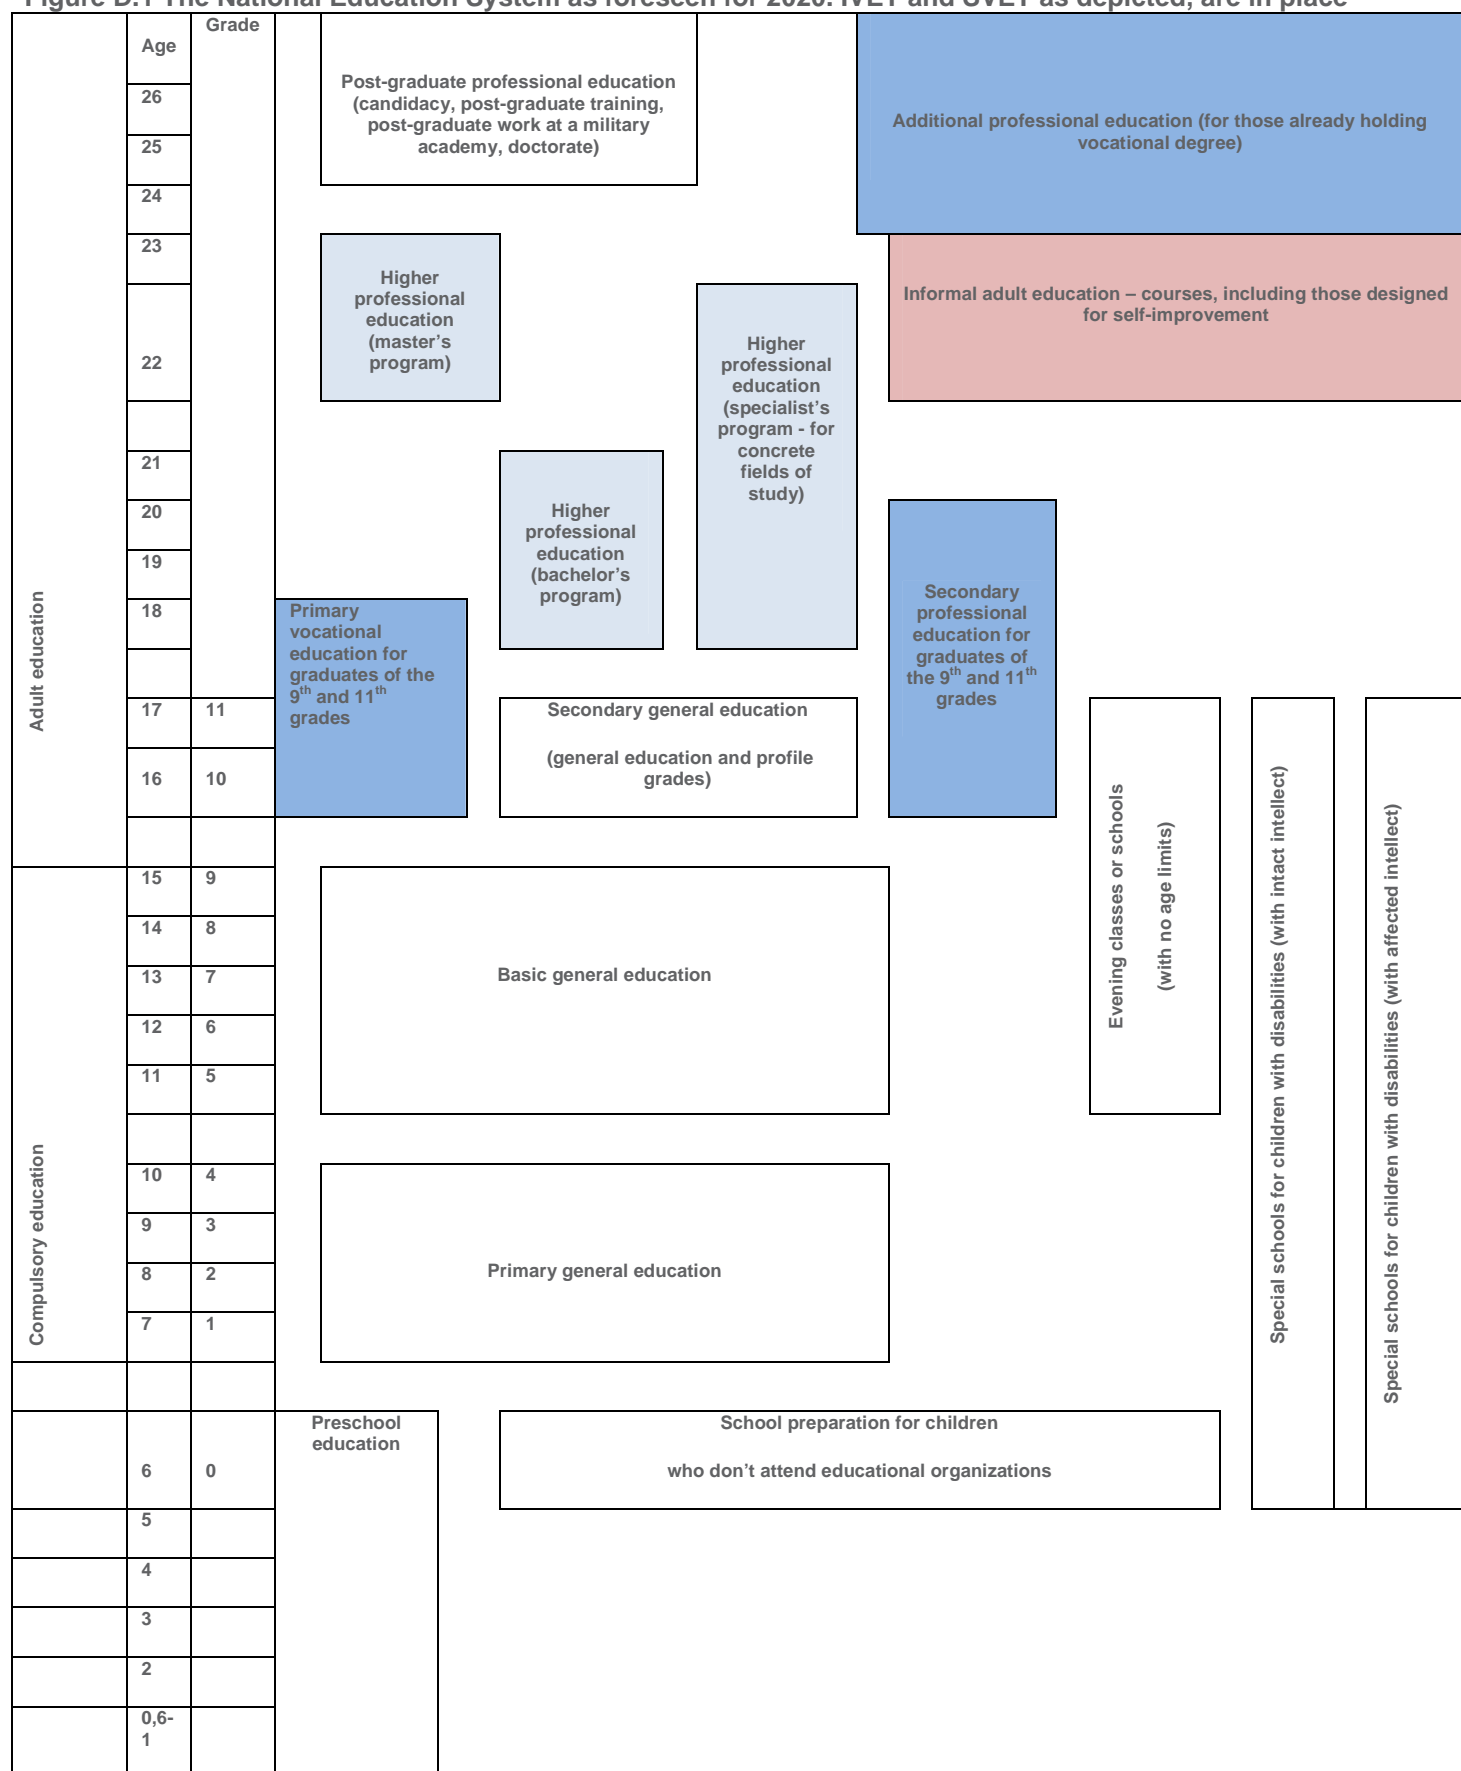 Figure D.1 The National Education System as foreseen for 2020. IVET and SVET as depicted, are in place
Age
Grade
Post-graduate professional education
(candidacy, post-graduate training,
post-graduate work at a military
academy, doctorate)
Additional professional education (for those already holding
vocational degree)
26
25
24
23
Higher
professional
education
(master’s
program)
Informal adult education – courses, including those designed
for self-improvement
22
Higher
professional
education
(specialist’s
program - for
concrete
fields of
study)
21
Higher
professional
education
(bachelor’s
program)
20
19
Secondary
professional
education for
graduates of
the 9th and 11th
grades
Adult education
18
Primary
vocational
education for
graduates of the
9th and 11th
grades
17
11
Secondary general education
(general education and profile
grades)
16
10
Evening classes or schools
(with no age limits)
Special schools for children with disabilities (with intact intellect)
Special schools for children with disabilities (with affected intellect)
15
9
14
8
13
7
Basic general education
12
6
11
5
Compulsory education
10
4
9
3
Primary general education
8
2
7
1
Preschool
education
School preparation for children
who don’t attend educational organizations
6
0
5
4
3
2
0,6-
1